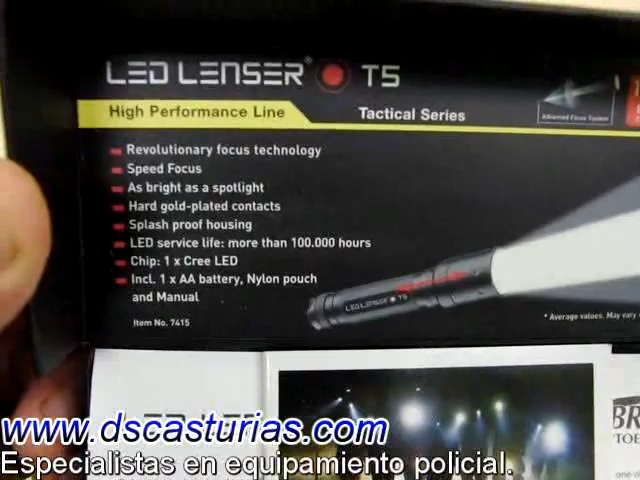 LED LENSER® T5
High Performance Line Tactical Series
Advanced Focus System
Revolutionary focus technology
Speed Focus
As bright as a spotlight
Hard gold-plated contacts
Splash proof housing
LED service life: more than 100.000 hours
Chip: 1 x Cree LED
Incl. 1 x AA battery, Nylon pouch
and Manual
Item No. 7415
LED LENSER T5
* Average values. May
LED LEN
www.dscasturias.com
Especialistas en equipamiento policial.